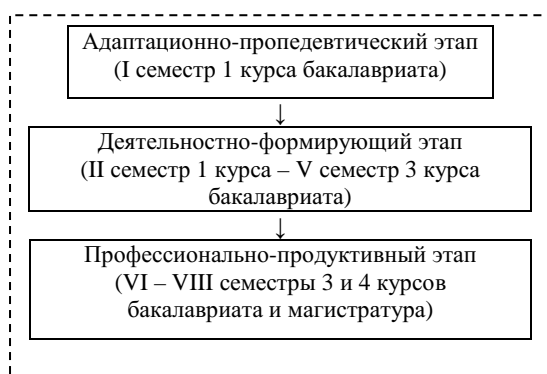 Адаптационно-пропедевтический этап
(I семестр 1 курса бакалавриата)
↓
Деятельностно-формирующий этап
(II семестр 1 курса – V семестр 3 курса
бакалавриата)
↓
Профессионально-продуктивный этап
(VI – VIII семестры 3 и 4 курсов
бакалавриата и магистратура)